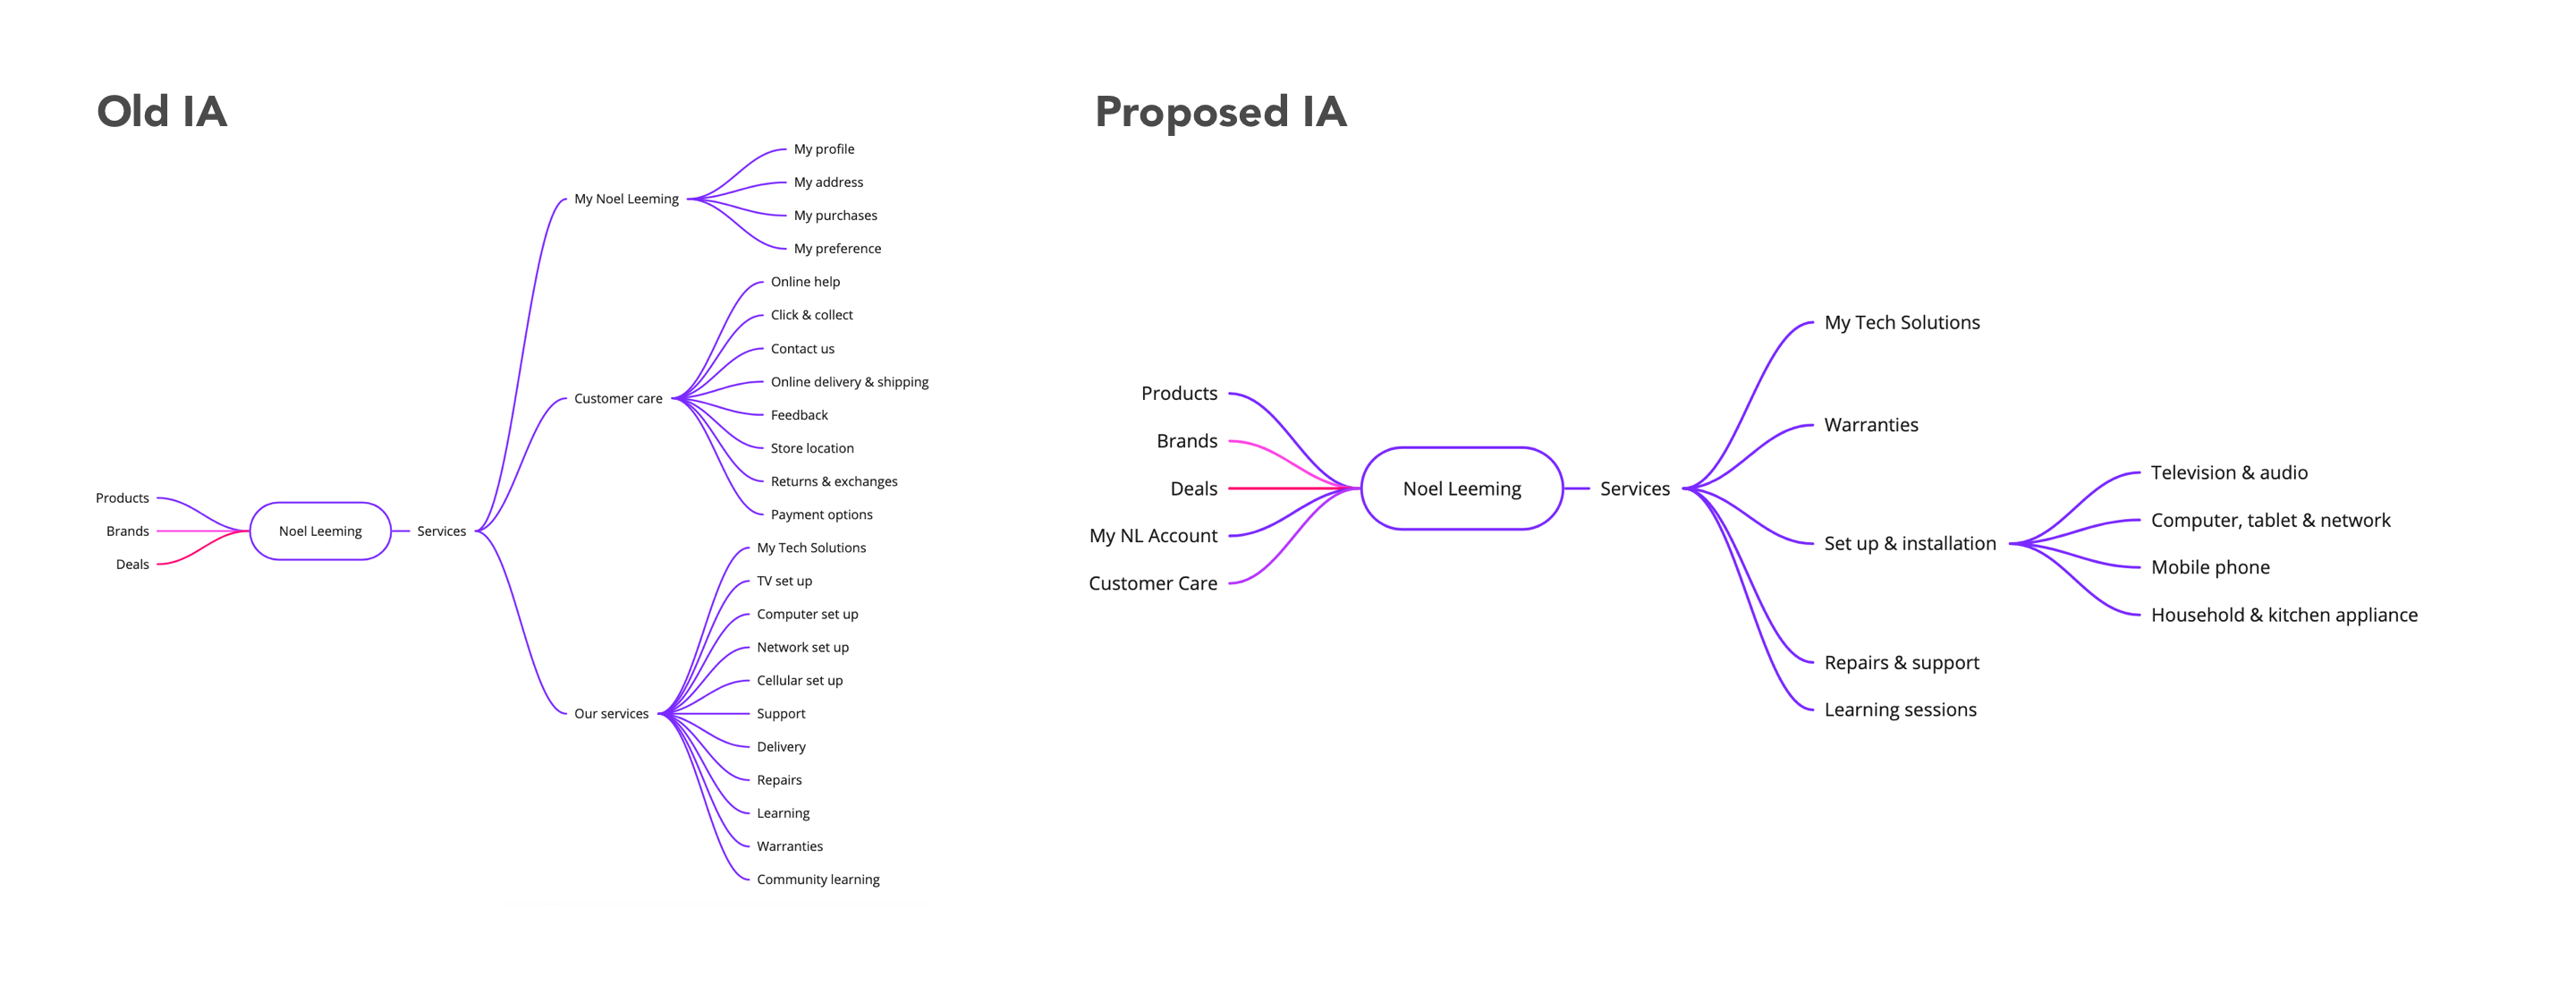 Old IA
My profile
My address
My Noel Leeming
My purchases
My preference
Online help
Click & collect
Contact us
Online delivery & shipping
Customer care
Feedback
Store location
Returns & exchanges
Payment options
Products
Brands
Noel Leeming
Services
Deals
My Tech Solutions
TV set up
Computer set up
Network set up
Cellular set up
Our services
Support
Delivery
Repairs
Learning
Warranties
Community learning
Proposed IA
Products
Brands
Deals
My NL Account
Customer Care
Noel Leeming
Services
My Tech Solutions
Warranties
Set up & installation
Television & audio
Computer, tablet & network
Mobile phone
Household & kitchen appliance
Repairs & support
Learning sessions